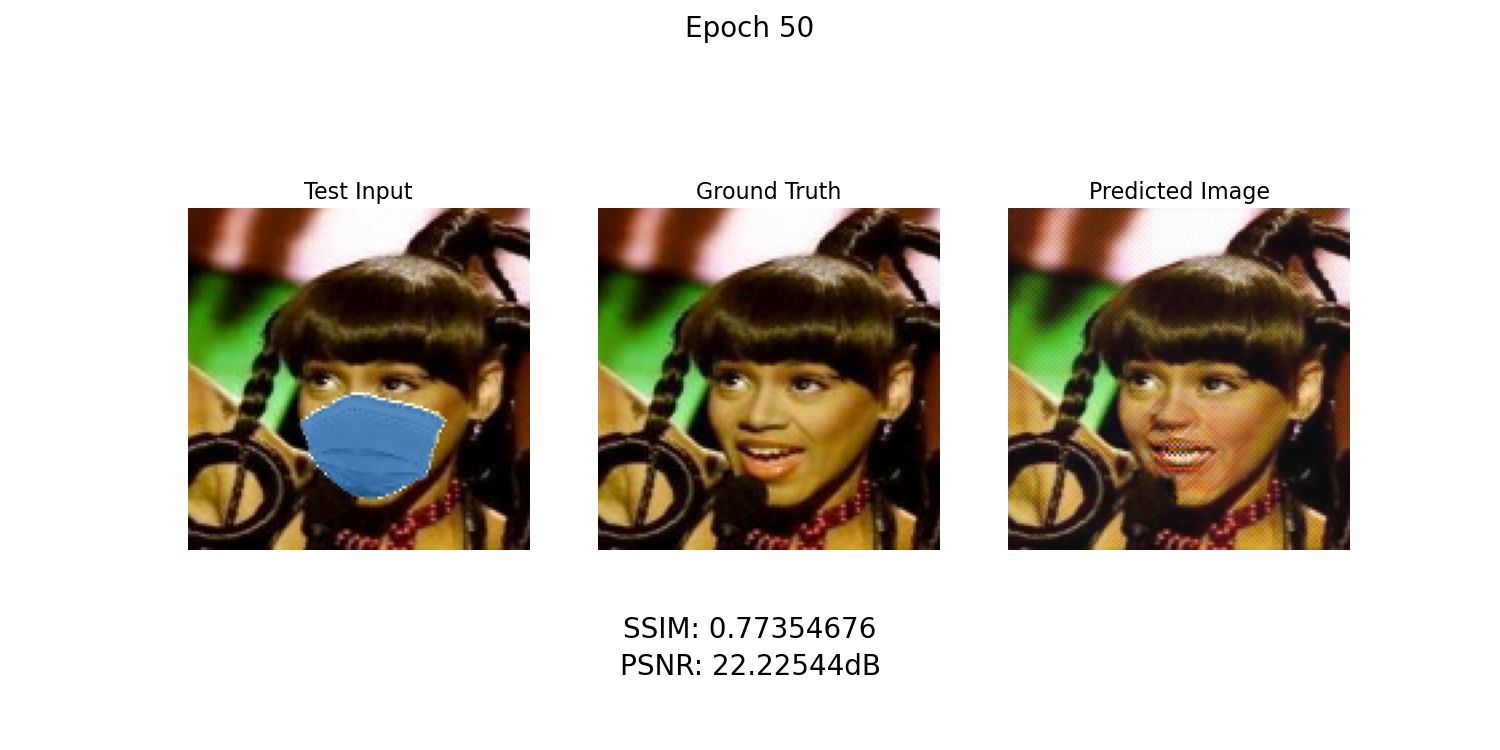 Epoch 50
Test Input
Ground Truth
Predicted Image
SSIM: 0.77354676
PSNR: 22.22544dB